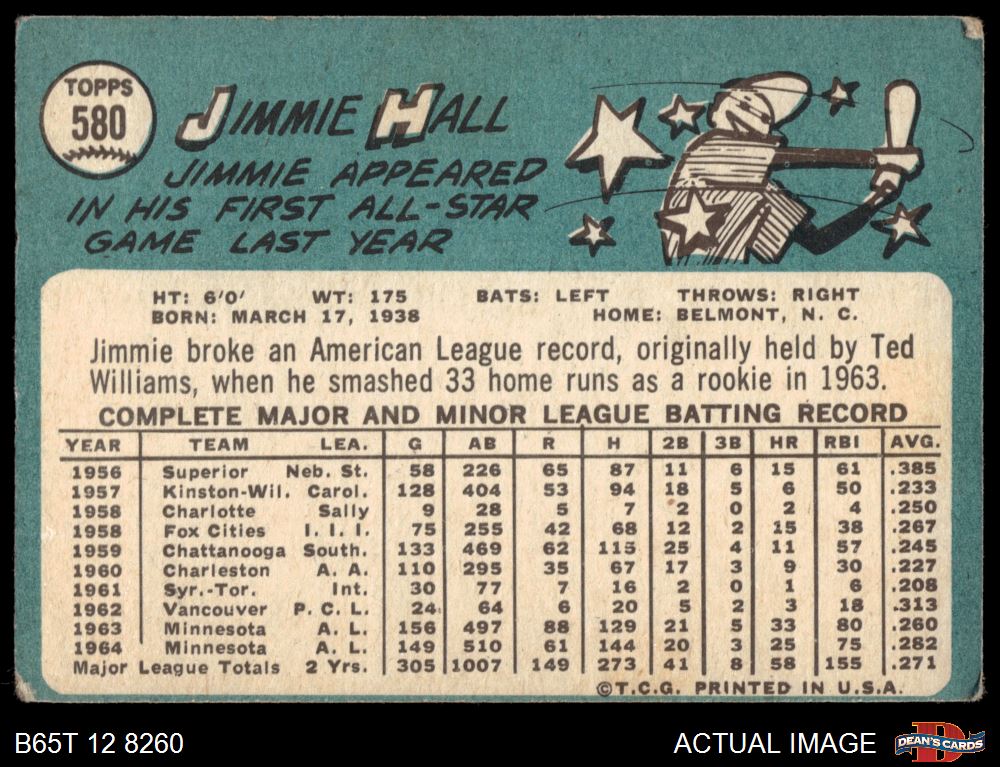 TOPPS
580
JIMMIE HALL
JIMMIE APPEARED
IN HIS FIRST ALL-STAR
GAME LAST YEAR
HT: 6'0' WT: 175 BATS: LEFT THROWS: RIGHT
BORN: MARCH 17, 1938 HOME: BELMONT, N. C.
Jimmie broke an American League record, originally held by Ted
Williams, when he smashed 33 home runs as a rookie in 1963.
COMPLETE MAJOR AND MINOR LEAGUE BATTING RECORD
YEAR TEAM LEA. G AB R H 2B 3B HR RBI AVG.
1956 Superior Neb. St. 58 226 65 87 11 6 15 61 .385
1957 Kinston-Wil. Carol. 128 404 53 94 18 5 6 50 .233
1958 Charlotte Sally 9 28 5 7 2 0 2 4 .250
1958 Fox Cities I. I. I. 75 255 42 68 12 2 15 38 .267
1959 Chattanooga South. 133 469 62 115 25 4 11 57 .245
1960 Charleston A. A. 110 295 35 67 17 3 9 30 .227
1961 Syr.-Tor. Int. 30 77 7 16 2 0 1 6 .208
1962 Vancouver P. C. L. 24 64 6 20 5 2 3 18 .313
1963 Minnesota A. L. 156 497 88 129 21 5 33 80 .260
1964 Minnesota A. L. 149 510 61 144 20 3 25 75 .282
Major League Totals 2 Yrs. 305 1007 149 273 41 8 58 155 .271
©T.C.G. PRINTED IN U.S.A.
B65T 12 8260 ACTUAL IMAGE
D
DEAN'S CARDS